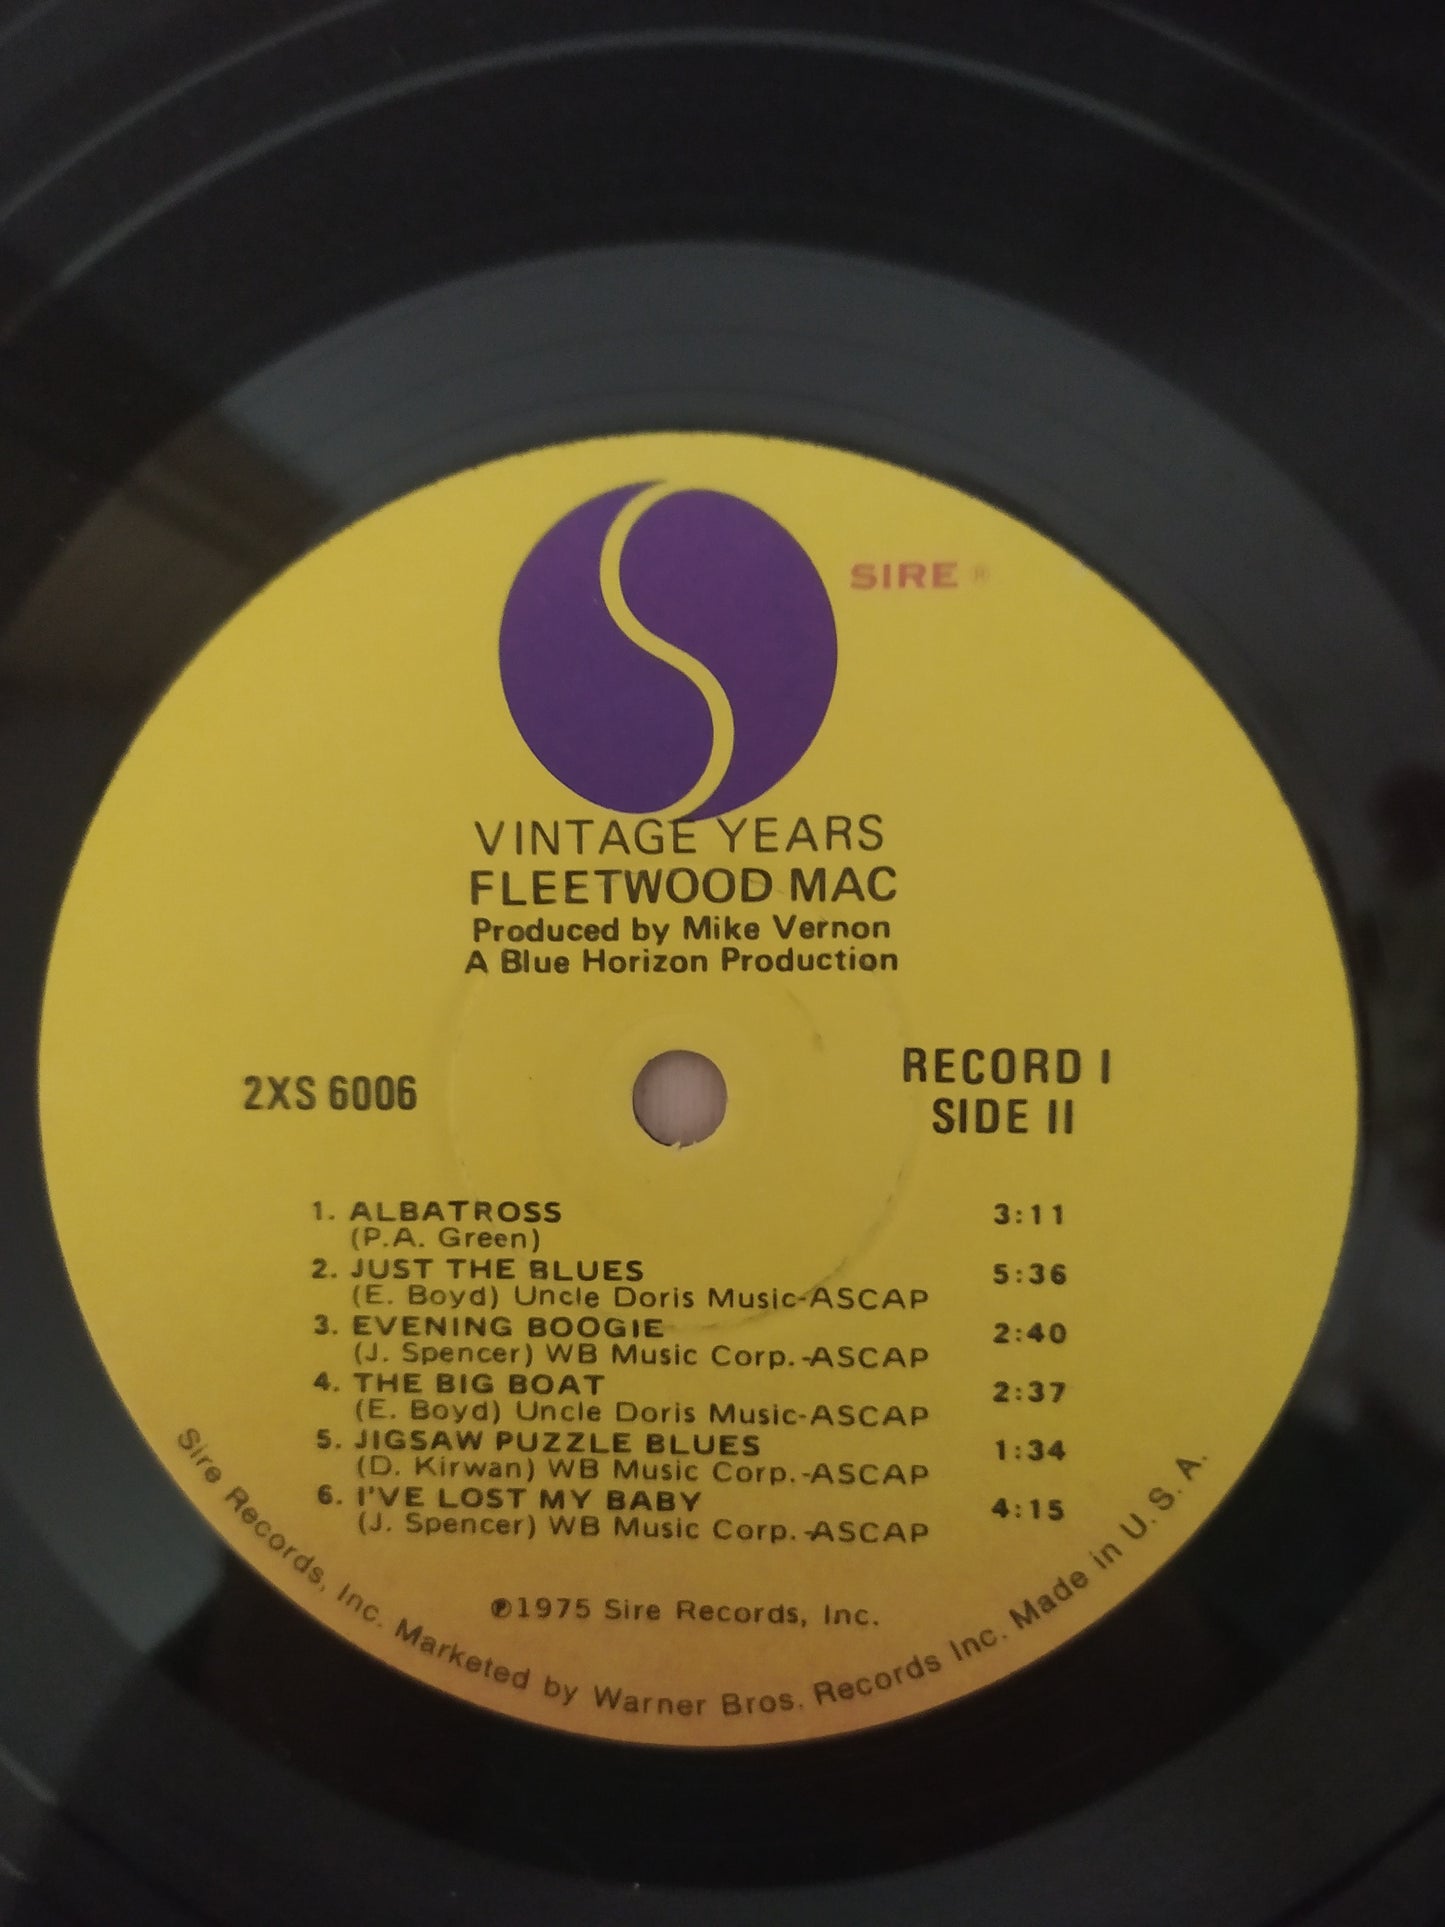 SIRE ®
VINTAGE YEARS
FLEETWOOD MAC
Produced by Mike Vernon
A Blue Horizon Production
2XS 6006
RECORD I
SIDE II
1. ALBATROSS 3:11
(P.A. Green)
2. JUST THE BLUES 5:36
(E. Boyd) Uncle Doris Music-ASCAP
3. EVENING BOOGIE 2:40
(J. Spencer) WB Music Corp.-ASCAP
4. THE BIG BOAT 2:37
(E. Boyd) Uncle Doris Music-ASCAP
5. JIGSAW PUZZLE BLUES 1:34
(D. Kirwan) WB Music Corp.-ASCAP
6. I'VE LOST MY BABY 4:15
(J. Spencer) WB Music Corp.-ASCAP
℗1975 Sire Records, Inc.
Sire Records, Inc. Marketed by Warner Bros. Records Inc. Made in U.S.A.